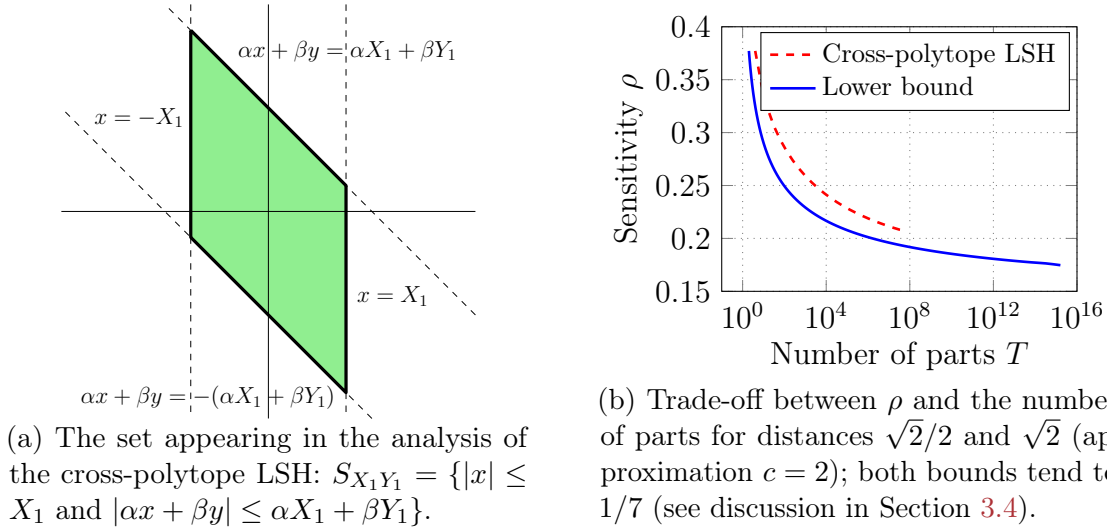 αx + βy = αX₁ + βY₁
x = −X₁
x = X₁
αx + βy = −(αX₁ + βY₁)
(a) The set appearing in the analysis of
the cross-polytope LSH: S_{X₁Y₁} = {|x| ≤
X₁ and |αx + βy| ≤ αX₁ + βY₁}.
0.4
0.35
0.3
0.25
0.2
0.15
Sensitivity ρ
Cross-polytope LSH
Lower bound
10⁰ 10⁴ 10⁸ 10¹² 10¹⁶
Number of parts T
(b) Trade-off between ρ and the number
of parts for distances √2/2 and √2 (ap
proximation c = 2); both bounds tend to
1/7 (see discussion in Section 3.4).